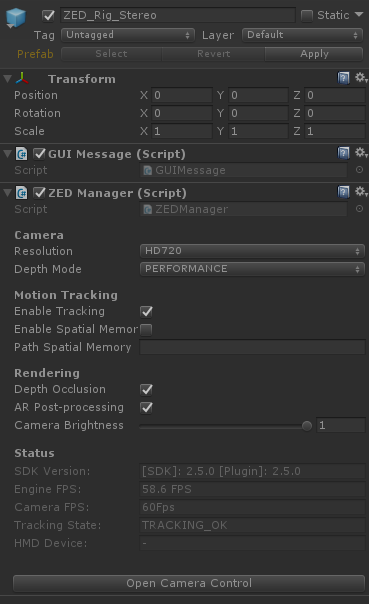 ZED_Rig_Stereo Static
Tag Untagged Layer Default
Prefab Select Revert Apply
Transform
Position X 0 Y 0 Z 0
Rotation X 0 Y 0 Z 0
Scale X 1 Y 1 Z 1
GUI Message (Script)
Script GUIMessage
ZED Manager (Script)
Script ZEDManager
Camera
Resolution HD720
Depth Mode PERFORMANCE
Motion Tracking
Enable Tracking
Enable Spatial Memor
Path Spatial Memory
Rendering
Depth Occlusion
AR Post-processing
Camera Brightness 1
Status
SDK Version: [SDK]: 2.5.0 [Plugin]: 2.5.0
Engine FPS: 58.6 FPS
Camera FPS: 60Fps
Tracking State: TRACKING_OK
HMD Device: -
Open Camera Control